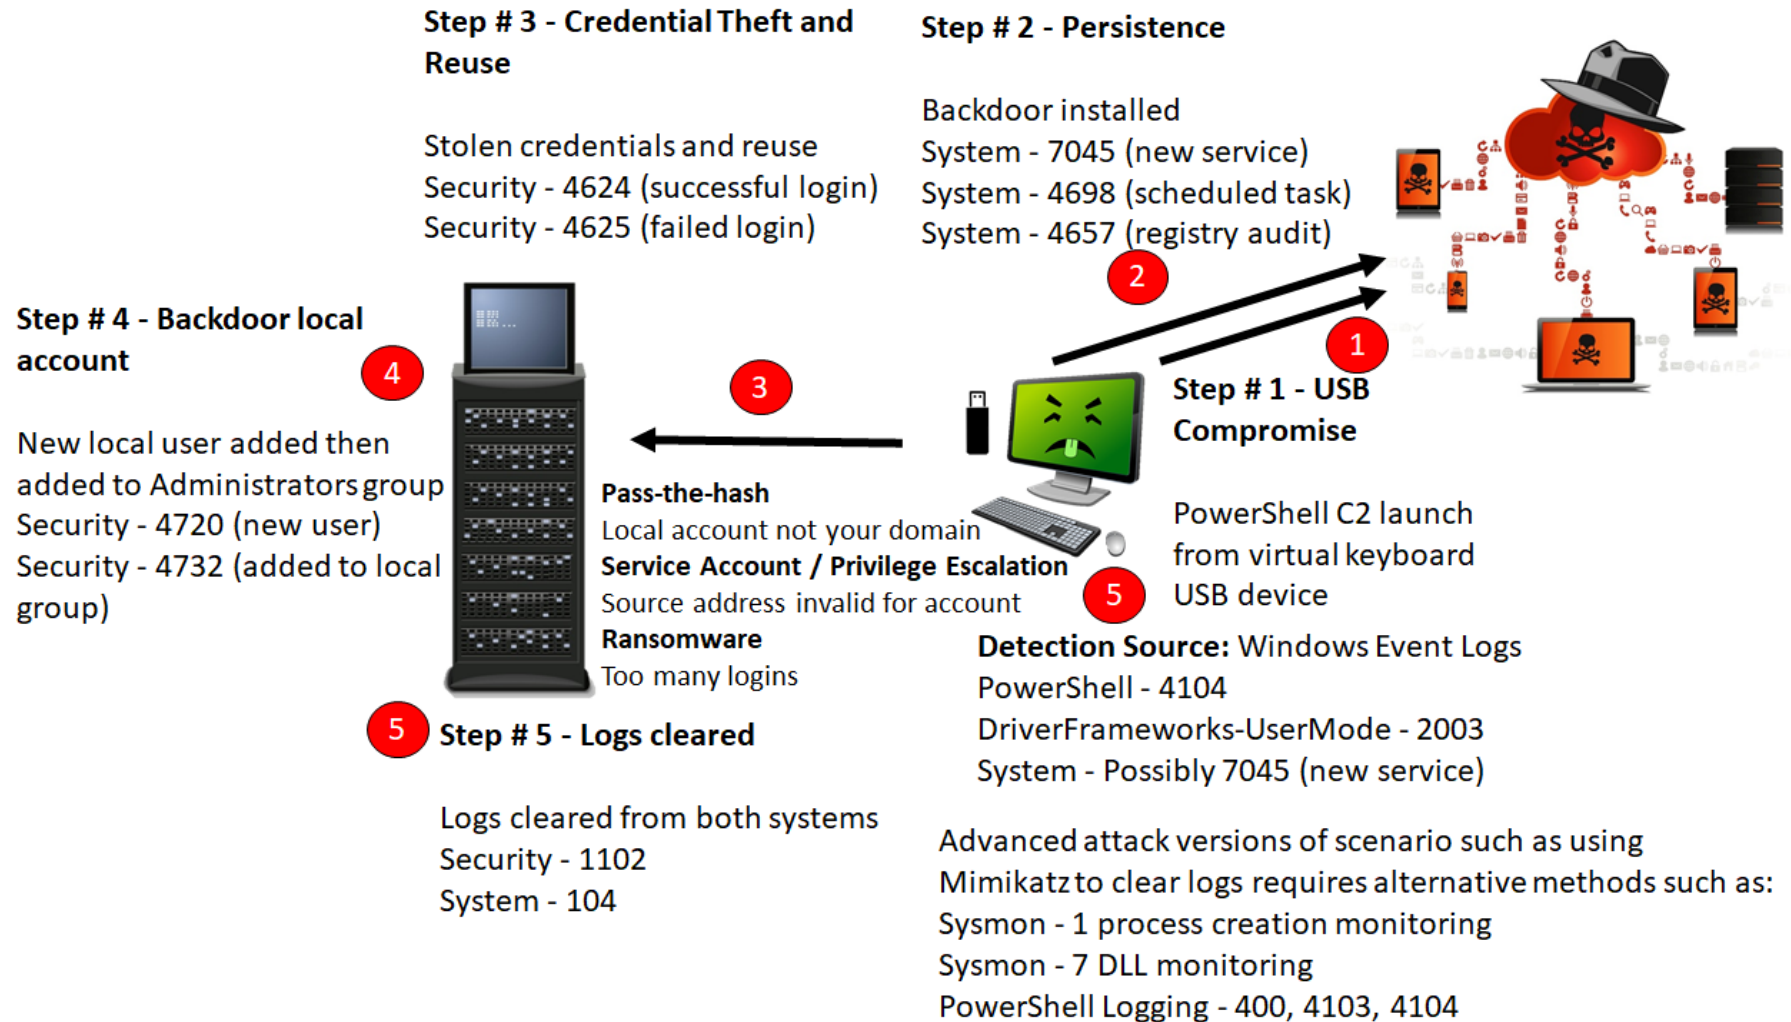 Step # 3 - Credential Theft and
Reuse
Stolen credentials and reuse
Security - 4624 (successful login)
Security - 4625 (failed login)
Step # 2 - Persistence
Backdoor installed
System - 7045 (new service)
System - 4698 (scheduled task)
System - 4657 (registry audit)
2
1
Step # 4 - Backdoor local
account
4
New local user added then
added to Administrators group
Security - 4720 (new user)
Security - 4732 (added to local
group)
3
Pass-the-hash
Local account not your domain
Service Account / Privilege Escalation
Source address invalid for account
Ransomware
Too many logins
Step # 1 - USB
Compromise
PowerShell C2 launch
from virtual keyboard
USB device
5
Detection Source: Windows Event Logs
PowerShell - 4104
DriverFrameworks-UserMode - 2003
System - Possibly 7045 (new service)
5
Step # 5 - Logs cleared
Logs cleared from both systems
Security - 1102
System - 104
Advanced attack versions of scenario such as using
Mimikatz to clear logs requires alternative methods such as:
Sysmon - 1 process creation monitoring
Sysmon - 7 DLL monitoring
PowerShell Logging - 400, 4103, 4104